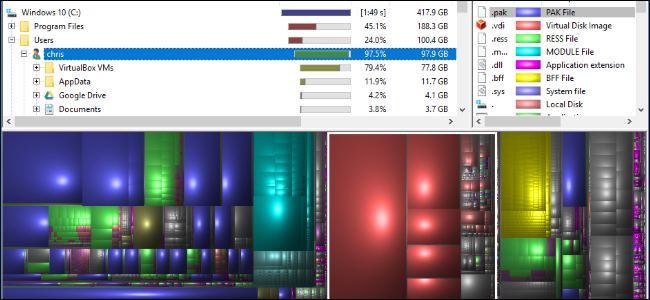 Windows 10 (C:) [1:49 s] 417.9 GB
Program Files 45.1% 188.3 GB
Users 24.0% 100.4 GB
chris 97.5% 97.9 GB
VirtualBox VMs 79.4% 77.8 GB
AppData 11.9% 11.7 GB
Google Drive 4.2% 4.1 GB
Documents 3.8% 3.7 GB
.pak PAK File
.vdi Virtual Disk Image
.r... RESS File
.m... MODULE File
.dll Application extension
.bff BFF File
.sys System file
. Local Disk